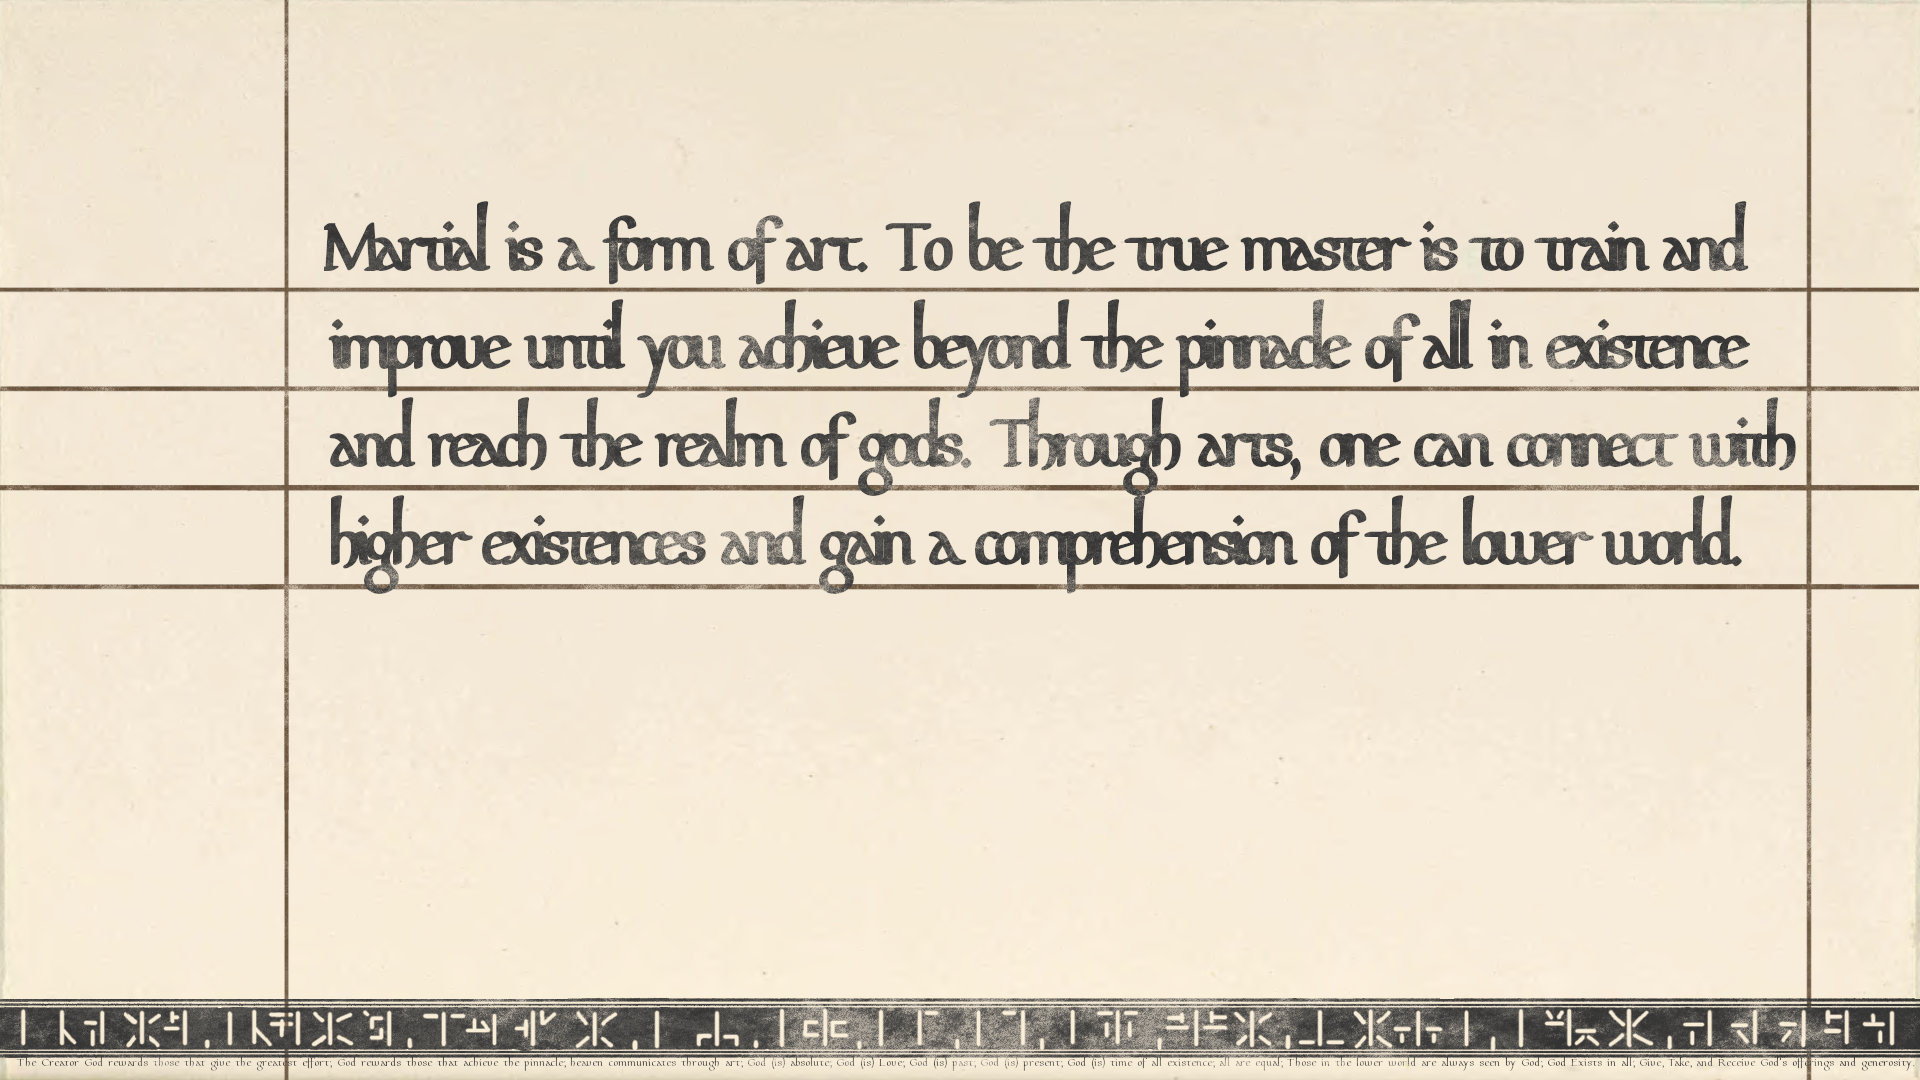 Martial is a form of art. To be the true master is to train and
improve until you achieve beyond the pinnacle of all in existence
and reach the realm of gods. Through arts, one can connect with
higher existences and gain a comprehension of the lower world.
The Creator God rewards those that give the greatest effort; God rewards those that achieve the pinnacle; heaven communicates through art; God (is) absolute; God (is) Love; God (is) past; God (is) present; God (is) time of all existence; all are equal; Those in the lower world are always seen by God; God Exists in all; Give, Take, and Receive God's offerings and generosity.